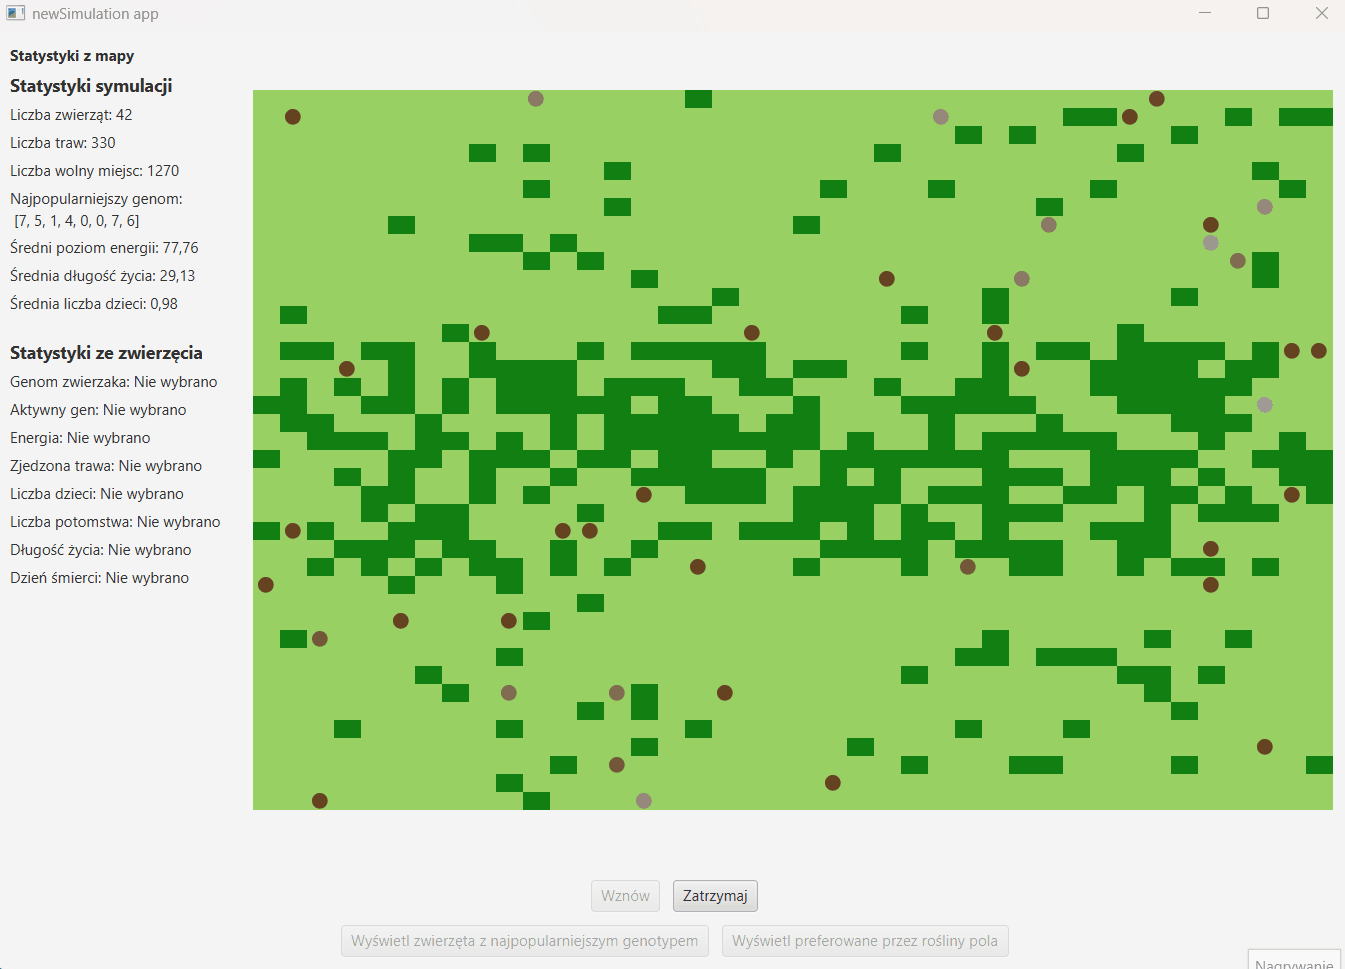 newSimulation app
Statystyki z mapy
Statystyki symulacji
Liczba zwierząt: 42
Liczba traw: 330
Liczba wolny miejsc: 1270
Najpopularniejszy genom:
[7, 5, 1, 4, 0, 0, 7, 6]
Średni poziom energii: 77,76
Średnia długość życia: 29,13
Średnia liczba dzieci: 0,98
Statystyki ze zwierzęcia
Genom zwierzaka: Nie wybrano
Aktywny gen: Nie wybrano
Energia: Nie wybrano
Zjedzona trawa: Nie wybrano
Liczba dzieci: Nie wybrano
Liczba potomstwa: Nie wybrano
Długość życia: Nie wybrano
Dzień śmierci: Nie wybrano
Wznów
Zatrzymaj
Wyświetl zwierzęta z najpopularniejszym genotypem
Wyświetl preferowane przez rośliny pola
Nagrywanie